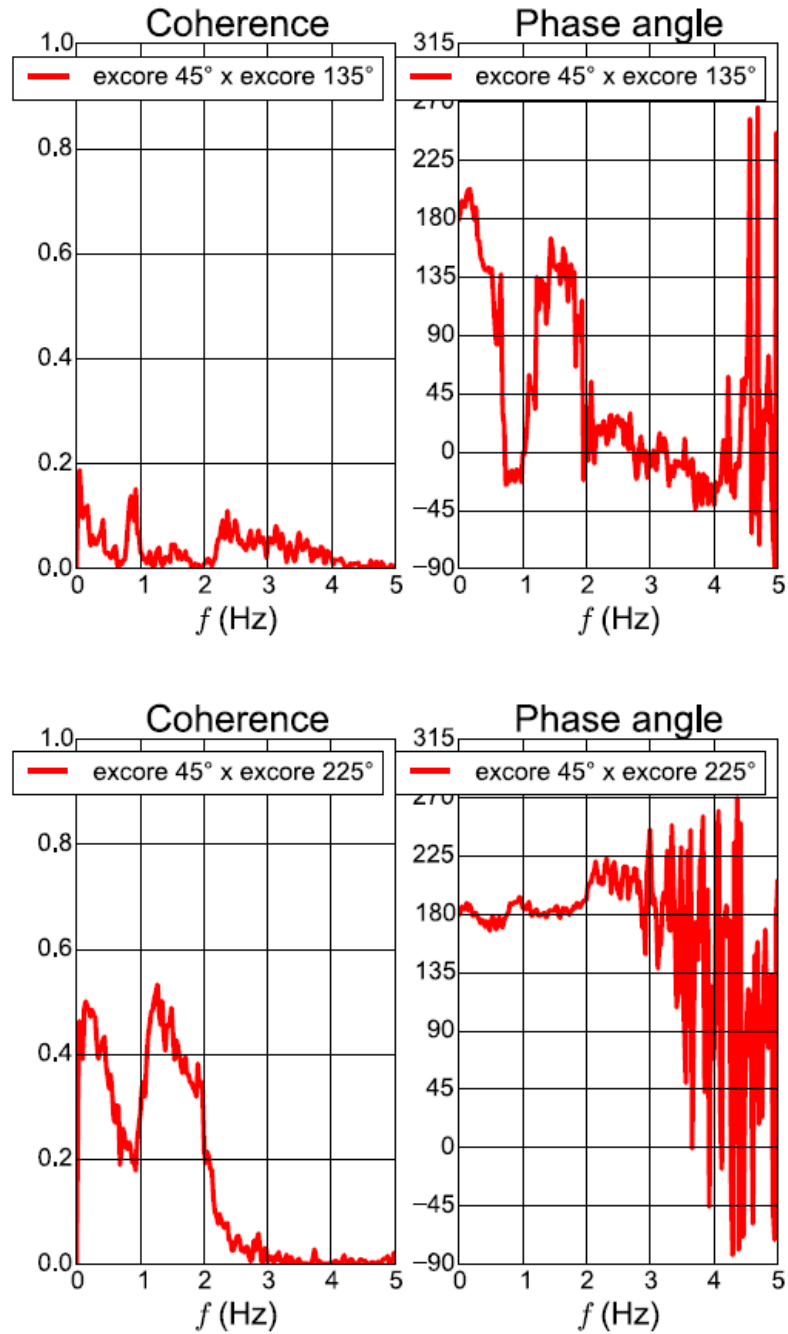 Coherence
1.0
excore 45° x excore 135°
0.8
0.6
0.4
0.2
0.0
0 1 2 3 4 5
f (Hz)
Phase angle
315
excore 45° x excore 135°
270
225
180
135
90
45
0
−45
−90
0 1 2 3 4 5
f (Hz)
Coherence
1.0
excore 45° x excore 225°
0.8
0.6
0.4
0.2
0.0
0 1 2 3 4 5
f (Hz)
Phase angle
315
excore 45° x excore 225°
270
225
180
135
90
45
0
−45
−90
0 1 2 3 4 5
f (Hz)